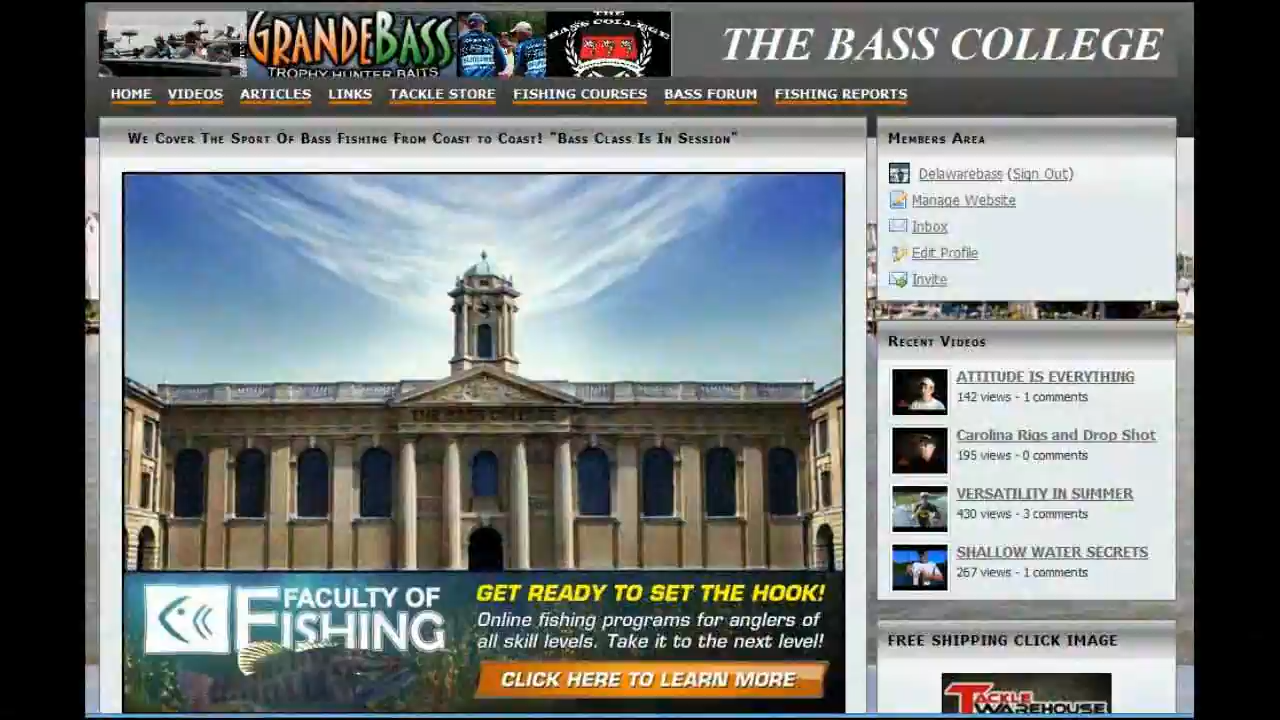 GRANDEBASS
TROPHY HUNTER BAITS
THE
BASS COLLEGE
THE BASS COLLEGE
HOME VIDEOS ARTICLES LINKS TACKLE STORE FISHING COURSES BASS FORUM FISHING REPORTS
We Cover The Sport Of Bass Fishing From Coast to Coast! "Bass Class Is In Session"
THE BASS COLLEGE
FACULTY OF
FISHING
GET READY TO SET THE HOOK!
Online fishing programs for anglers of
all skill levels. Take it to the next level!
CLICK HERE TO LEARN MORE
Members Area
Delawarebass (Sign Out)
Manage Website
Inbox
Edit Profile
Invite
Recent Videos
ATTITUDE IS EVERYTHING
142 views - 1 comments
Carolina Rigs and Drop Shot
195 views - 0 comments
VERSATILITY IN SUMMER
430 views - 3 comments
SHALLOW WATER SECRETS
267 views - 1 comments
FREE SHIPPING CLICK IMAGE
TACKLE
WAREHOUSE